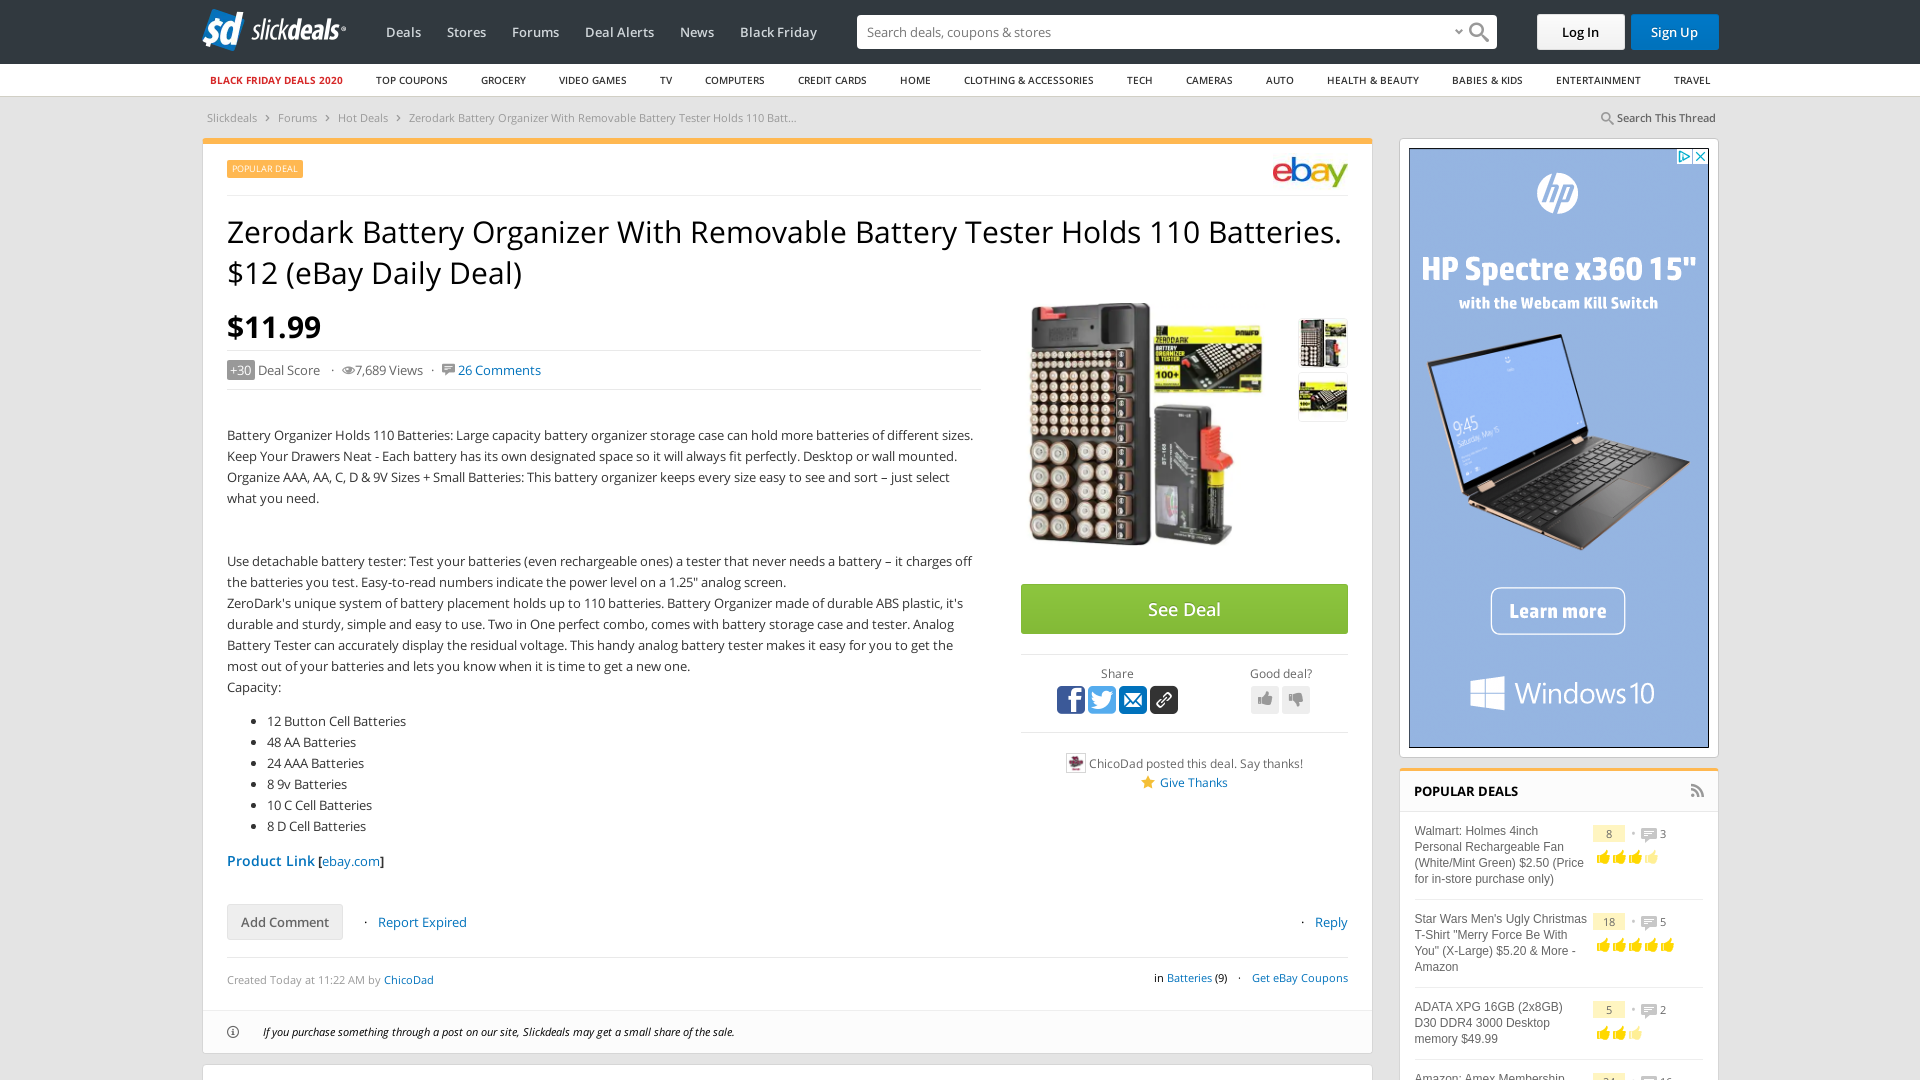 sd slickdeals
Deals Stores Forums Deal Alerts News Black Friday
Search deals, coupons & shares
Log In
Sign Up
BLACK FRIDAY DEALS 2020 TOP COUPONS GROCERY VIDEO GAMES TV COMPUTERS CREDIT CARDS HOME CLOTHING & ACCESSORIES TECH CAMERAS AUTO HEALTH & BEAUTY BABIES & KIDS ENTERTAINMENT TRAVEL
Slickdeals › Forums › Hot Deals › Zerodark Battery Organizer With Removable Battery Tester Holds 110 Batt...
Search This Thread
POPULAR DEAL
ebay
Zerodark Battery Organizer With Removable Battery Tester Holds 110 Batteries.
$12 (eBay Daily Deal)
$11.99
+30 Deal Score · 7,689 Views · 26 Comments
Battery Organizer Holds 110 Batteries: Large capacity battery organizer storage case can hold more batteries of different sizes.
Keep Your Drawers Neat - Each battery has its own designated space so it will always fit perfectly. Desktop or wall mounted.
Organize AAA, AA, C, D & 9V Sizes + Small Batteries: This battery organizer keeps every size easy to see and sort – just select
what you need.
Use detachable battery tester: Test your batteries (even rechargeable ones) a tester that never needs a battery – it charges off
the batteries you test. Easy-to-read numbers indicate the power level on a 1.25" analog screen.
ZeroDark's unique system of battery placement holds up to 110 batteries. Battery Organizer made of durable ABS plastic, it's
durable and sturdy, simple and easy to use. Two in One perfect combo, comes with battery storage case and tester. Analog
Battery Tester can accurately display the residual voltage. This handy analog battery tester makes it easy for you to get the
most out of your batteries and lets you know when it is time to get a new one.
Capacity:
• 12 Button Cell Batteries
• 48 AA Batteries
• 24 AAA Batteries
• 8 9v Batteries
• 10 C Cell Batteries
• 8 D Cell Batteries
Product Link [ebay.com]
Add Comment · Report Expired
· Reply
Created Today at 11:22 AM by ChicoDad
in Batteries (9) · Get eBay Coupons
If you purchase something through a post on our site, Slickdeals may get a small share of the sale.
ZERODARK
BATTERY
ORGANIZER
& TESTER
100+
See Deal
Share
Good deal?
ChicoDad posted this deal. Say thanks!
Give Thanks
hp
HP Spectre x360 15"
with the Webcam Kill Switch
9:45
Saturday, May 15
Learn more
Windows 10
POPULAR DEALS
Walmart: Holmes 4inch
Personal Rechargeable Fan
(White/Mint Green) $2.50 (Price
for in-store purchase only)
8 • 3
Star Wars Men's Ugly Christmas
T-Shirt "Merry Force Be With
You" (X-Large) $5.20 & More -
Amazon
18 • 5
ADATA XPG 16GB (2x8GB)
D30 DDR4 3000 Desktop
memory $49.99
5 • 2
Amazon: Amex Membership